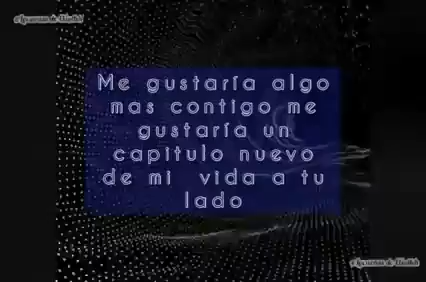 Me gustaría algo
mas contigo me
gustaría un
capitulo nuevo
de mi vida a tu
lado